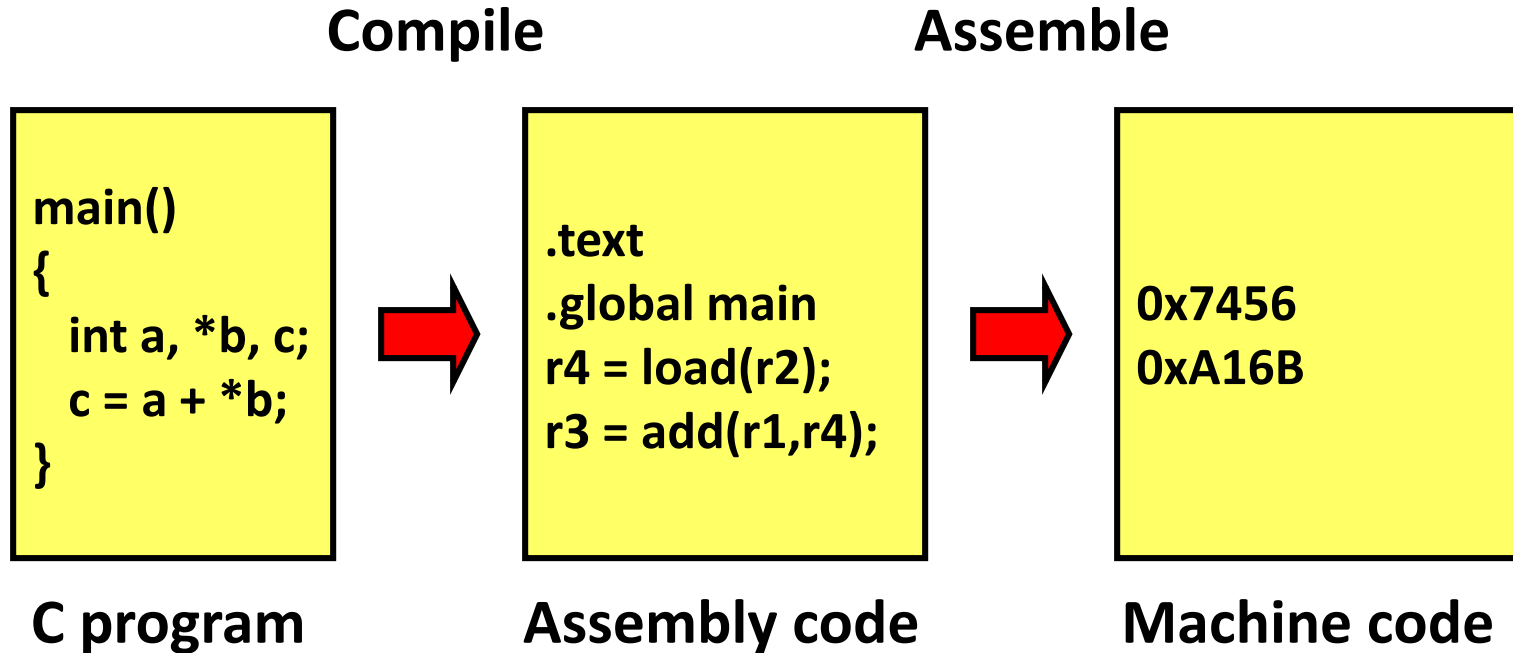 Compile
Assemble
main()
{
int a, *b, c;
c = a + *b;
}
.text
.global main
r4 = load(r2);
r3 = add(r1,r4);
0x7456
0xA16B
C program
Assembly code
Machine code